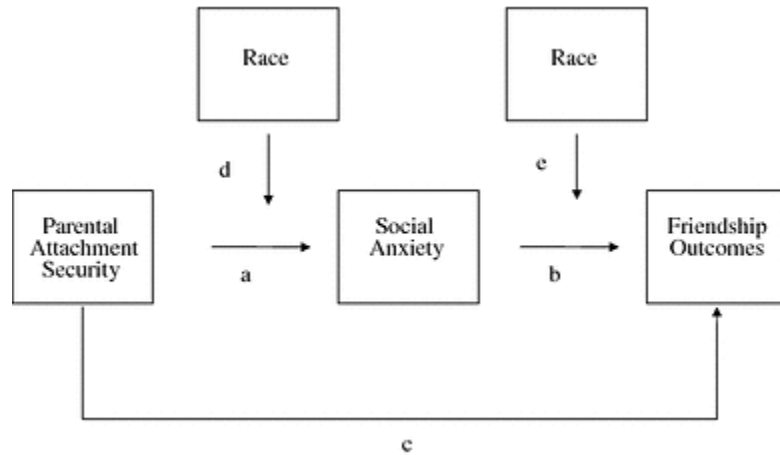 Race
Race
d
e
Parental
Attachment
Security
a
Social
Anxiety
b
Friendship
Outcomes
c